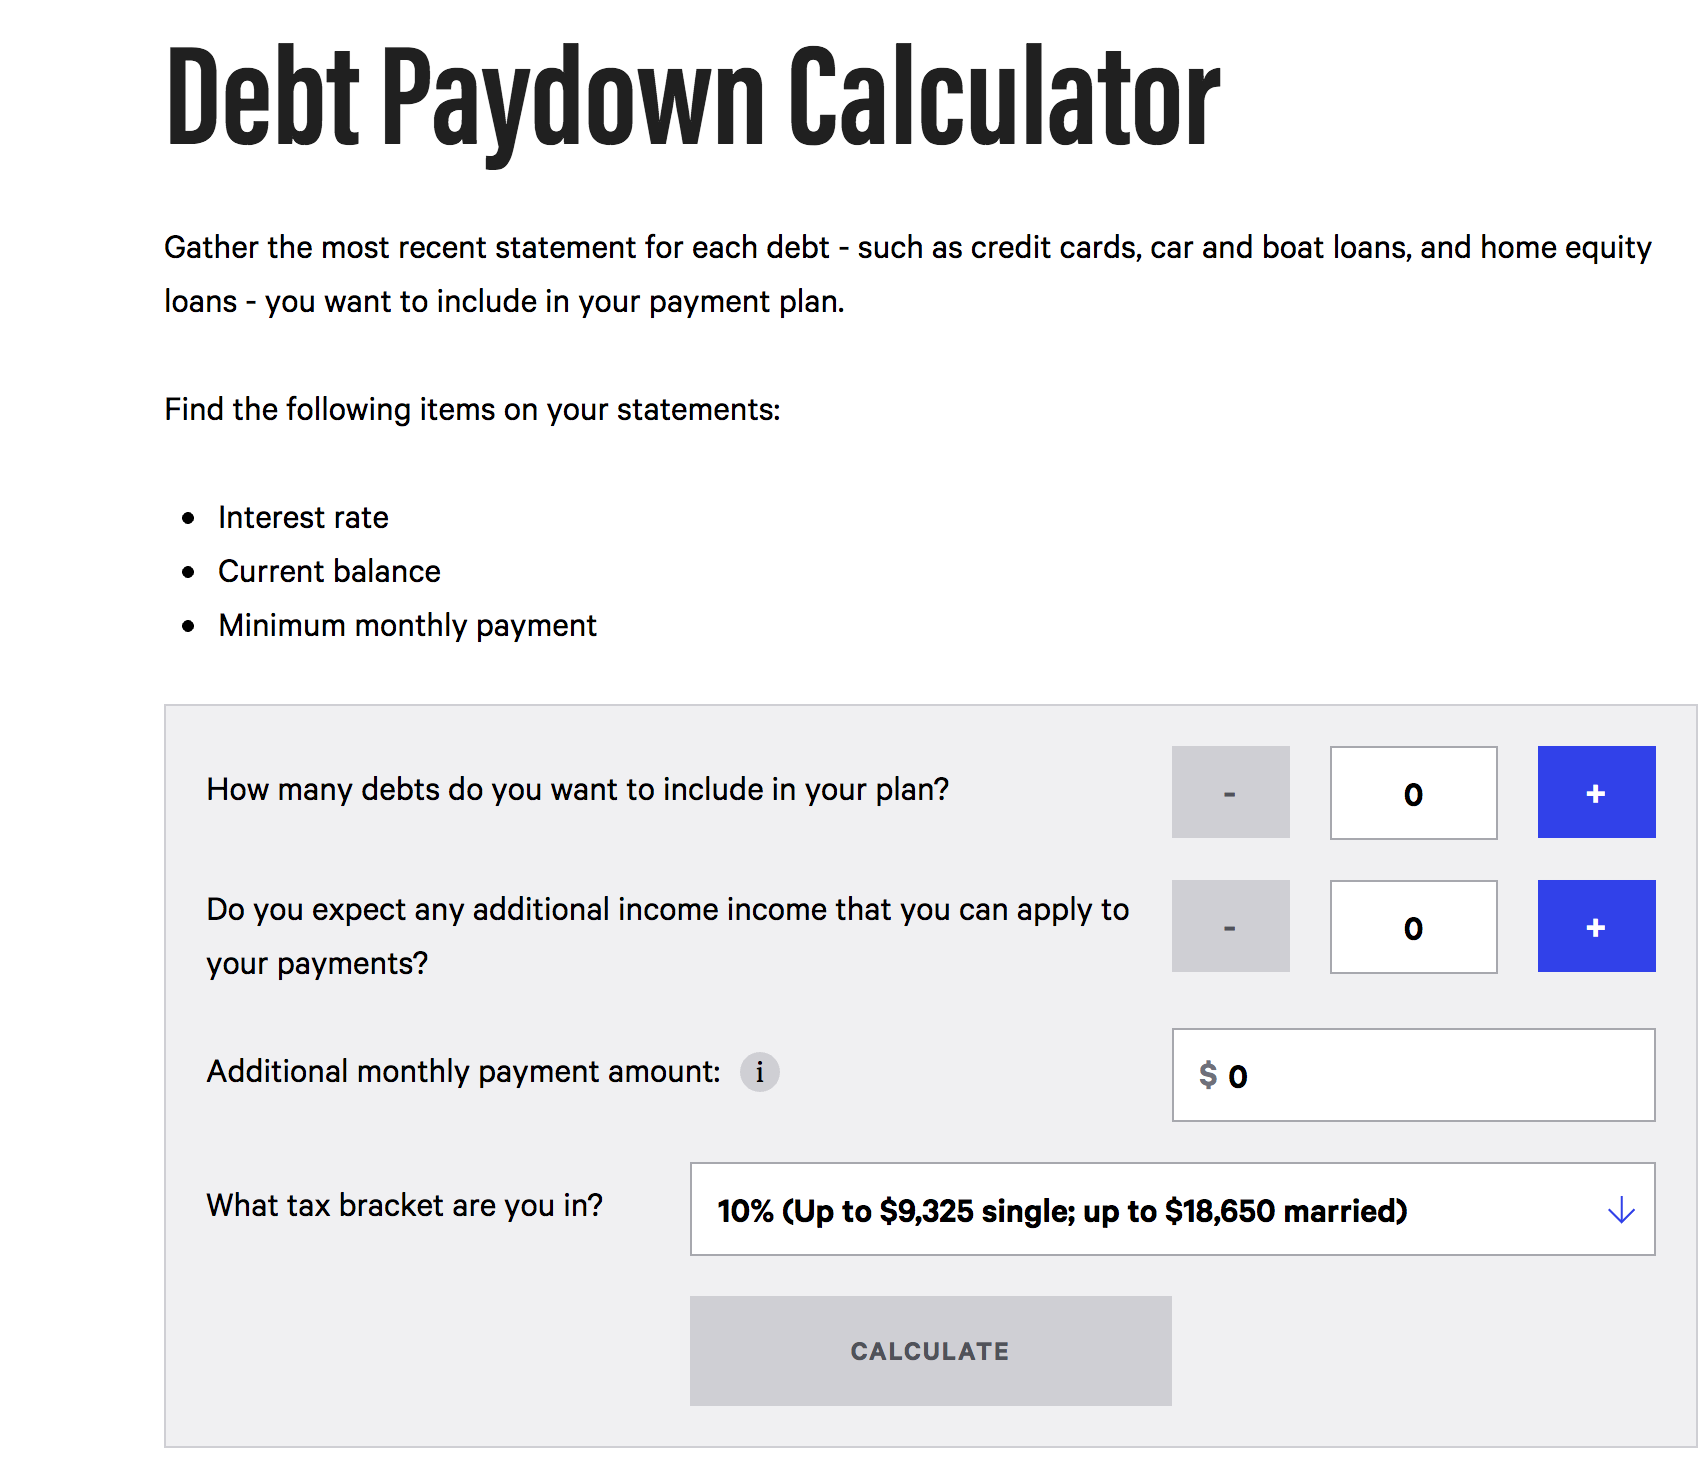 Debt Paydown Calculator
Gather the most recent statement for each debt - such as credit cards, car and boat loans, and home equity
loans - you want to include in your payment plan.
Find the following items on your statements:
• Interest rate
• Current balance
• Minimum monthly payment
How many debts do you want to include in your plan?
- 0 +
Do you expect any additional income income that you can apply to
your payments?
- 0 +
Additional monthly payment amount: i
$ 0
What tax bracket are you in?
10% (Up to $9,325 single; up to $18,650 married)
CALCULATE